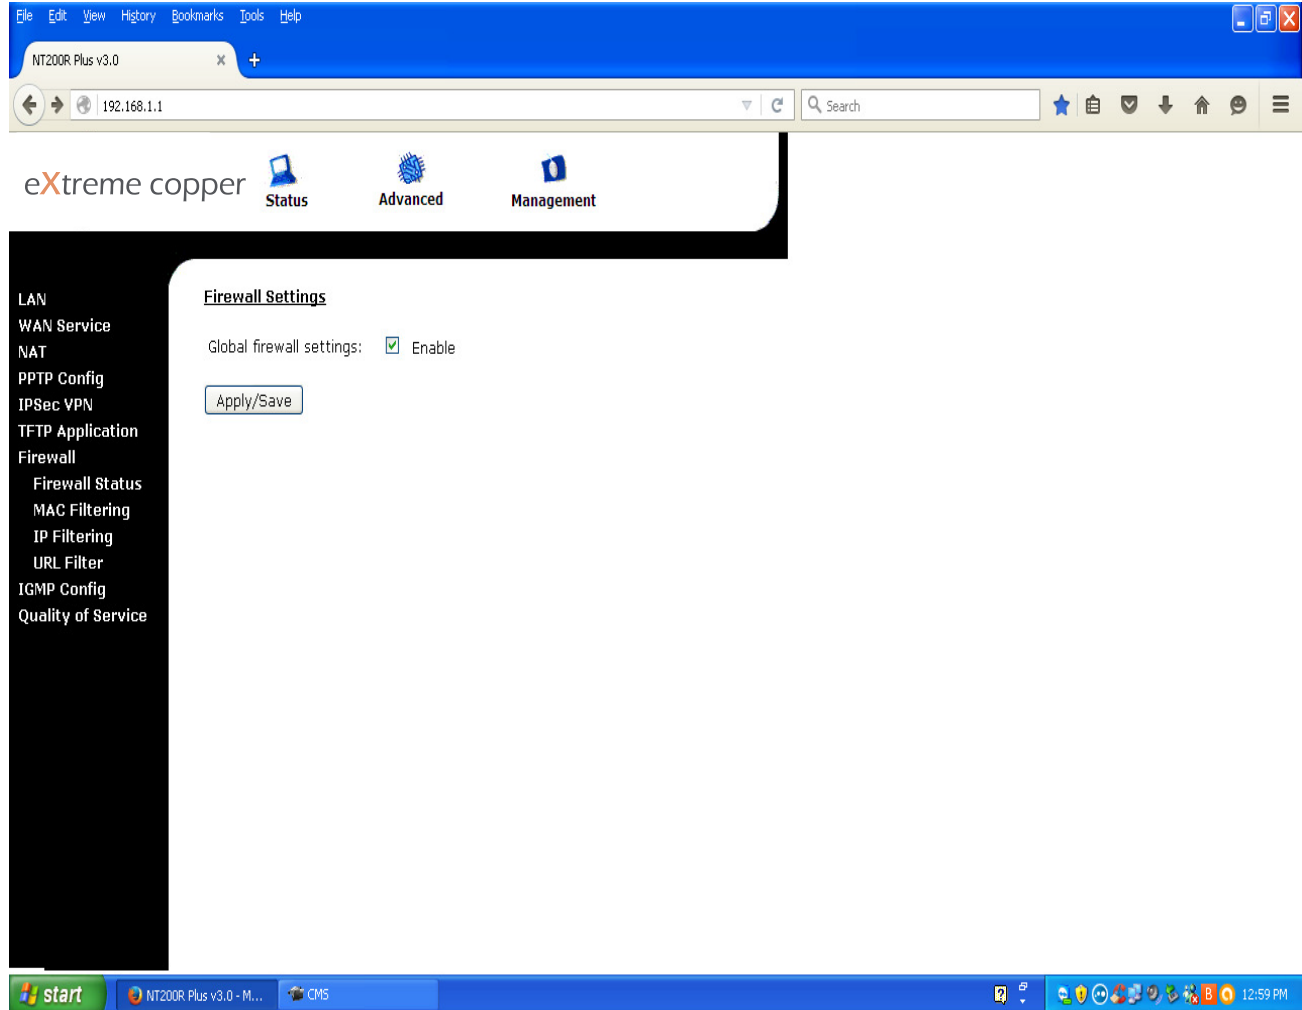 File Edit View History Bookmarks Tools Help
NT200R Plus v3.0
192.168.1.1
Search
eXtreme copper
Status
Advanced
Management
Firewall Settings
Global firewall settings: Enable
Apply/Save
LAN
WAN Service
NAT
PPTP Config
IPSec VPN
TFTP Application
Firewall
Firewall Status
MAC Filtering
IP Filtering
URL Filter
IGMP Config
Quality of Service
start
NT200R Plus v3.0 - M...
CMS
12:59 PM